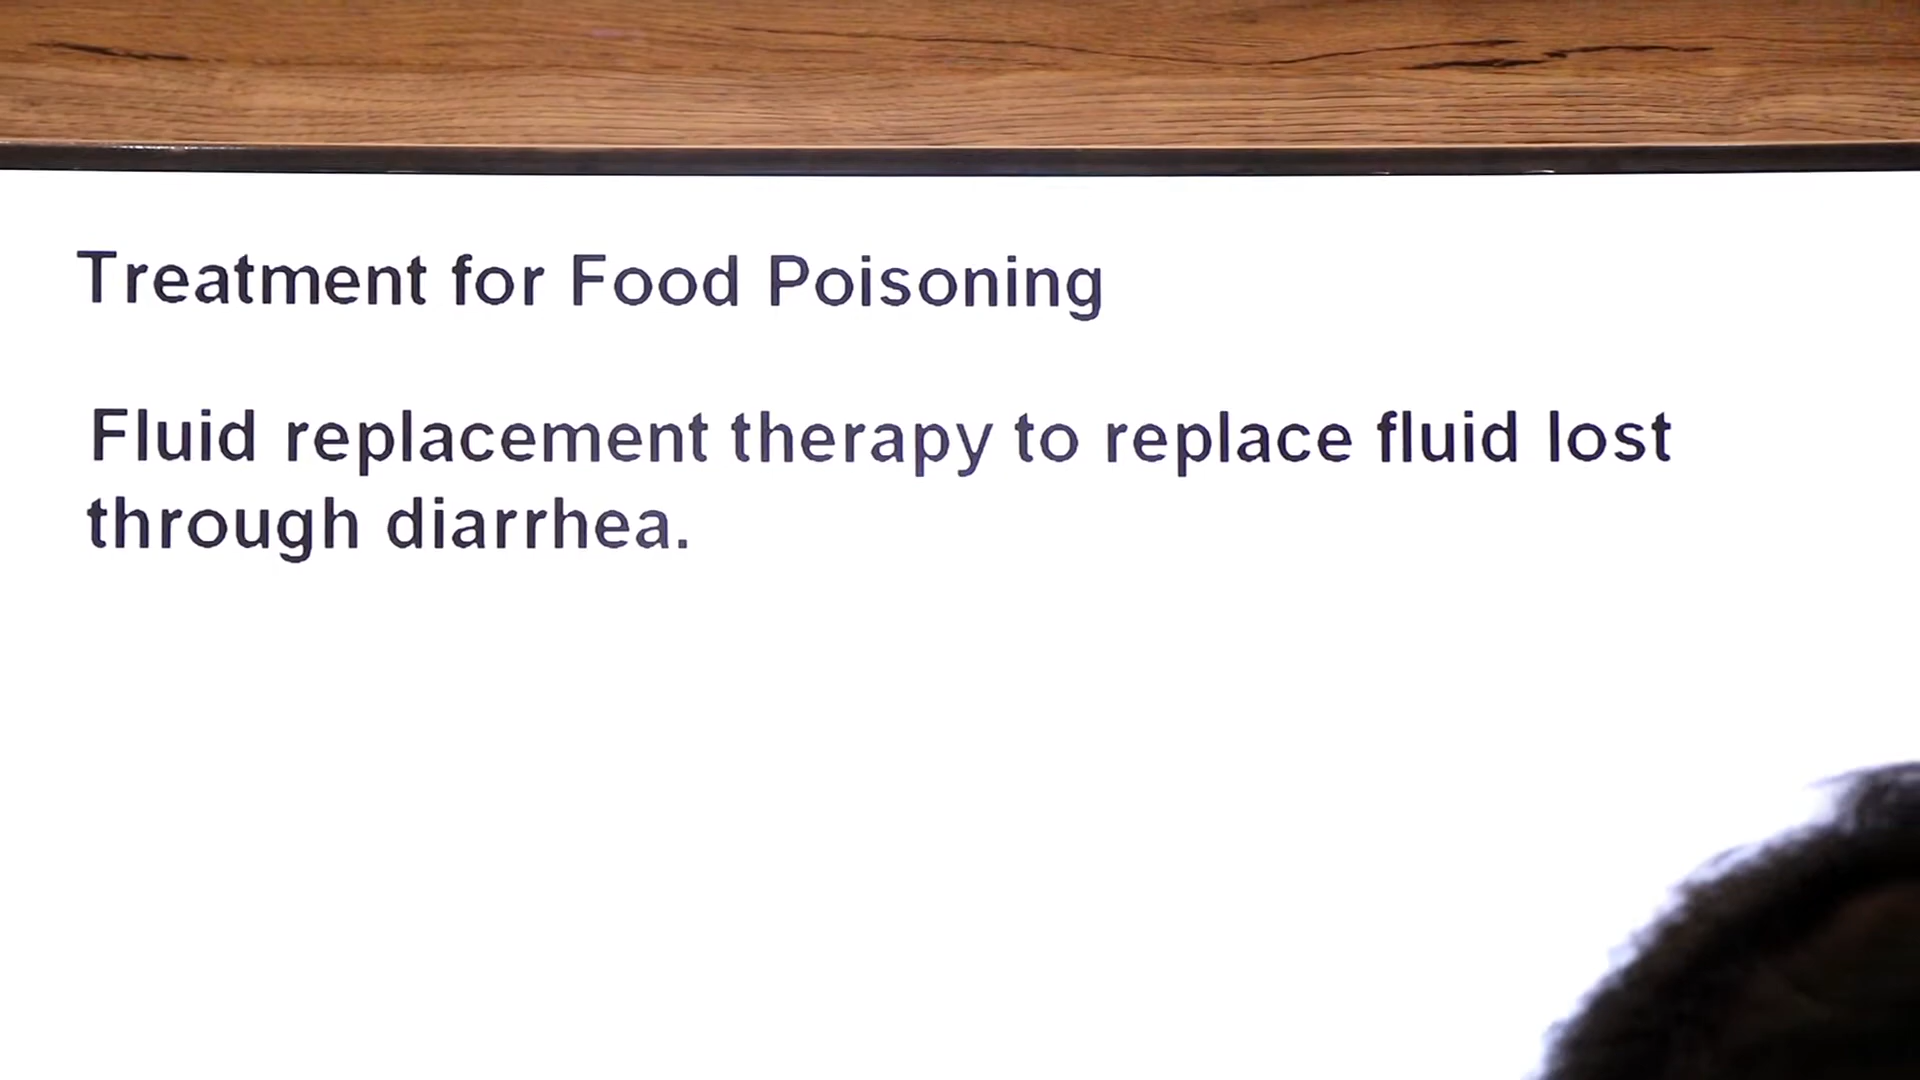 Treatment for Food Poisoning
Fluid replacement therapy to replace fluid lost
through diarrhea.